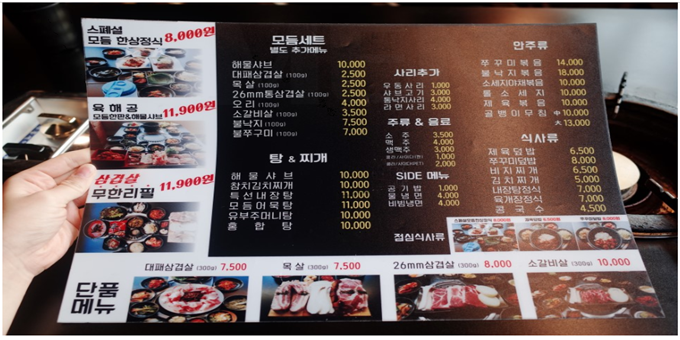 스페셜
모듬 한상정식 8,000원
육해공
모듬한판&해물샤브 11,900원
삼겹살
무한리필 11,900원
모듬세트
별도 추가메뉴
해물샤브 10,000
대패삼겹살 (100g) 2,500
목살 (100g) 2,500
26mm통삼겹살 (100g) 2,500
오리 (100g) 4,000
소갈비살 (100g) 3,500
불낙지 (100g) 7,500
불쭈꾸미 (100g) 7,000
탕 & 찌개
해물샤브 10,000
참치김치찌개 10,000
특선내장탕 11,000
모듬어묵탕 11,000
유부주머니탕 10,000
홍합탕 10,000
사리추가
우동사리 1,000
샤브고기 3,000
통낙지사리 4,000
라면사리 3,000
주류 & 음료
소주 3,500
맥주 4,000
생맥주 3,000
1,000
2,000
SIDE 메뉴
공기밥 1,000
물냉면 4,000
비빔냉면 4,000
점심식사류
안주류
쭈꾸미볶음 14,000
불낙지볶음 18,000
소세지야채볶음 10,000
롤소세지 10,000
제육볶음 10,000
골뱅이무침 中 10,000
大 13,000
식사류
제육덮밥 6,500
쭈꾸미덮밥 8,000
비지찌개 6,500
김치찌개 5,000
내장탕정식 7,000
육개장정식 7,000
콩국수 4,500
단품
메뉴
대패삼겹살 (300g) 7,500
목살 (300g) 7,500
26mm삼겹살 (300g) 8,000
소갈비살 (300g) 10,000